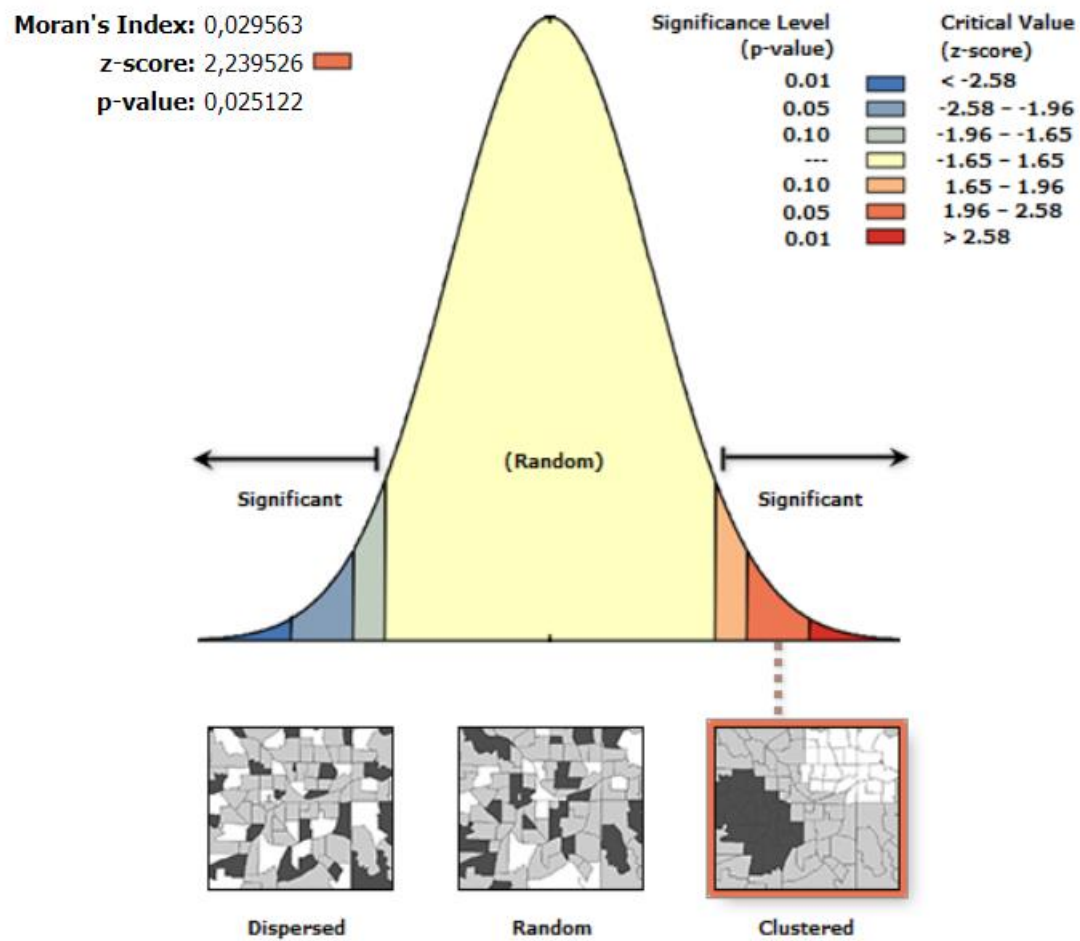 Moran's Index: 0,029563
z-score: 2,239526
p-value: 0,025122
Significance Level
(p-value)
Critical Value
(z-score)
0.01 < -2.58
0.05 -2.58 – -1.96
0.10 -1.96 – -1.65
--- -1.65 – 1.65
0.10 1.65 – 1.96
0.05 1.96 – 2.58
0.01 > 2.58
(Random)
Significant
Significant
Dispersed
Random
Clustered